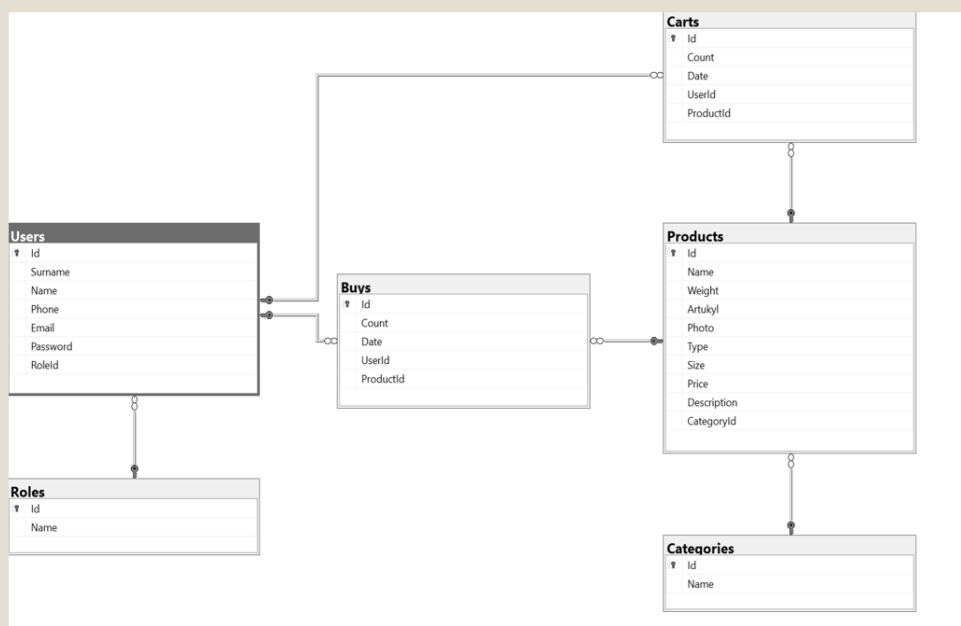 Carts
Id
Count
Date
UserId
ProductId
Users
Id
Surname
Name
Phone
Email
Password
RoleId
Buys
Id
Count
Date
UserId
ProductId
Products
Id
Name
Weight
Artukyl
Photo
Type
Size
Price
Description
CategoryId
Roles
Id
Name
Categories
Id
Name